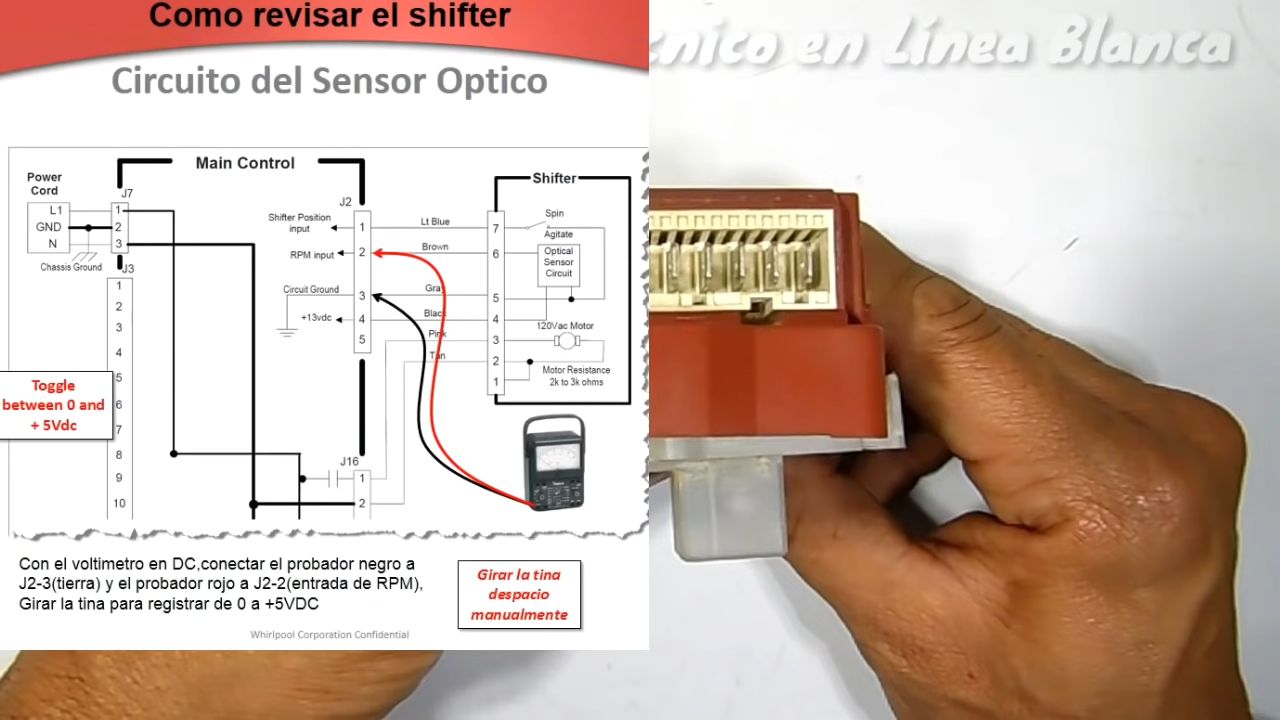 Como revisar el shifter
cnico en Línea Blanca
Circuito del Sensor Optico
Main Control
Power
Cord
J7
L1
GND
N
1
2
3
Chassis Ground
J3
1
2
3
4
5
6
7
8
9
10
Toggle
between 0 and
+ 5Vdc
J2
Shifter Position
input
1
RPM input
2
Circuit Ground
3
+13vdc
4
5
Lt Blue
Brown
Gray
Black
Pink
Tan
J16
1
2
Shifter
7
6
5
4
3
2
1
Spin
Agitate
Optical
Sensor
Circuit
120Vac Motor
Motor Resistance
2k to 3k ohms
Con el voltimetro en DC,conectar el probador negro a
J2-3(tierra) y el probador rojo a J2-2(entrada de RPM),
Girar la tina para registrar de 0 a +5VDC
Girar la tina
despacio
manualmente
Whirlpool Corporation Confidential